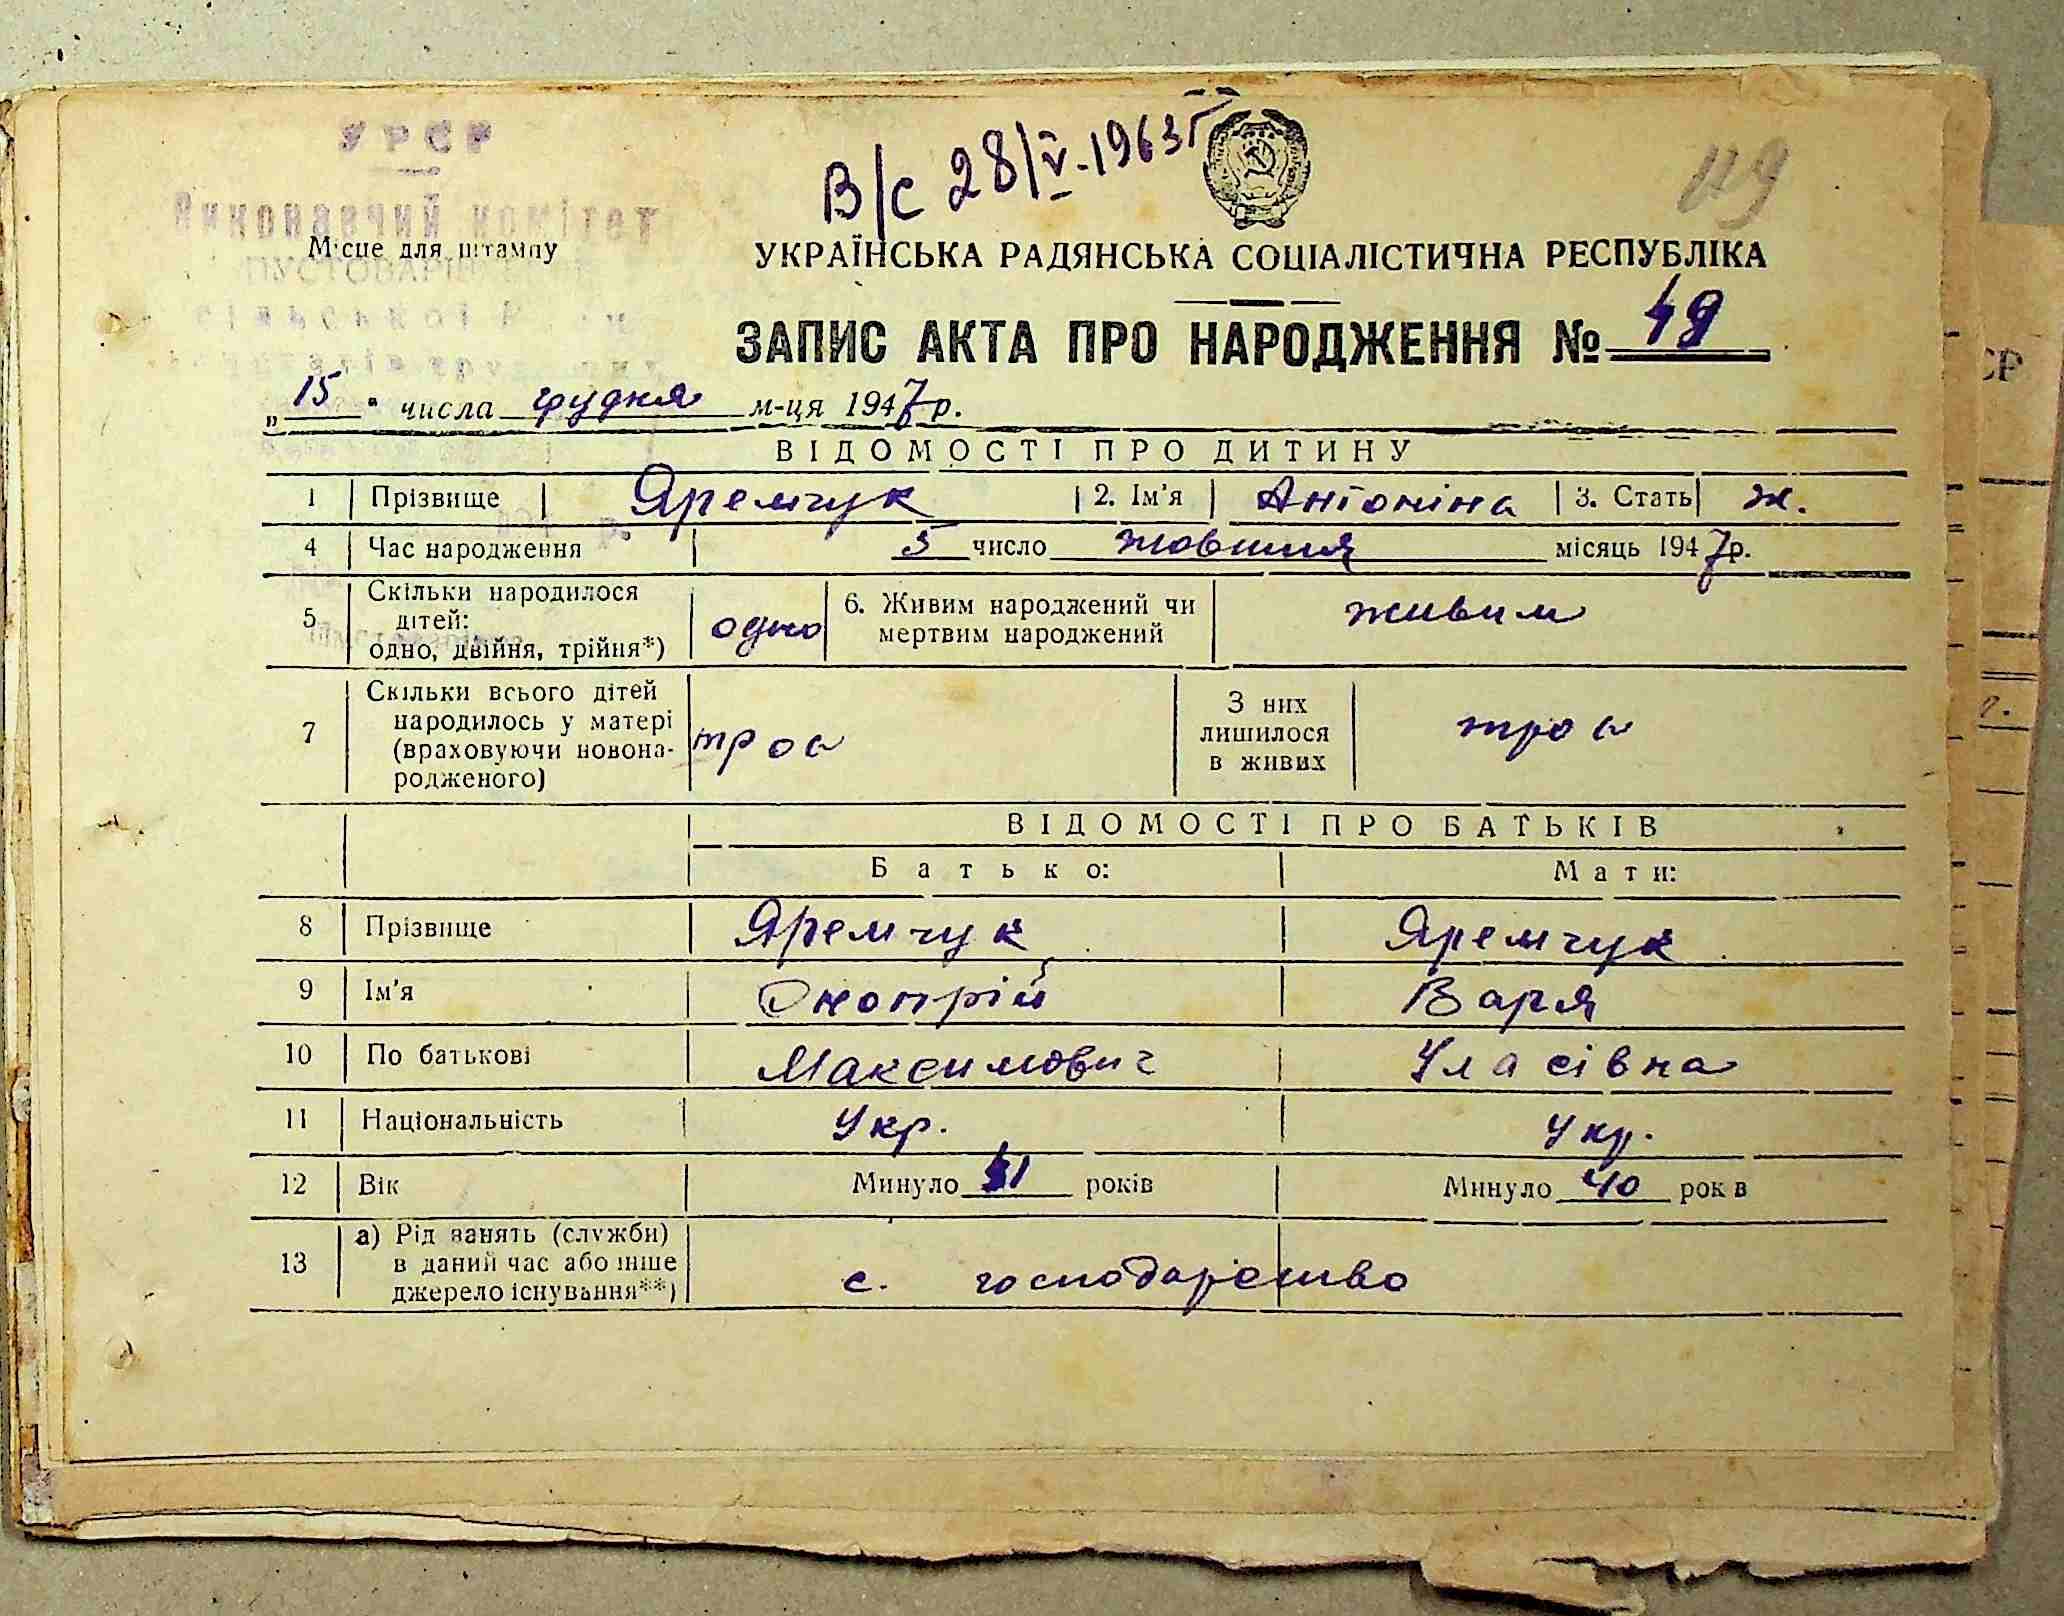 УРСР
Виконавчий комітет
В/с 28/V-1963 г
119
Місце для штампу
УКРАЇНСЬКА РАДЯНСЬКА СОЦІАЛІСТИЧНА РЕСПУБЛІКА
сільської Ради
ЗАПИС АКТА ПРО НАРОДЖЕННЯ № 49
„15" числа грудня м-ця 1947 р.
ВІДОМОСТІ ПРО ДИТИНУ
1 Прізвище Яремчук 2. Ім'я Антоніна 3. Стать ж.
4 Час народження 5 число жовтня місяць 1947 р.
5 Скільки народилося дітей: одно, двійня, трійня*) одно 6. Живим народжений чи мертвим народжений живим
7 Скільки всього дітей народилось у матері (враховуючи новонародженого) троє З них лишилося в живих троє
ВІДОМОСТІ ПРО БАТЬКІВ
Батько: Мати:
8 Прізвище Яремчук Яремчук
9 Ім'я Онопрій Варя
10 По батькові Максимович Уласівна
11 Національність Укр. Укр.
12 Вік Минуло 41 років Минуло 40 рок в
13 а) Рід занять (служби) в даний час або інше джерело існування**) с. господарство